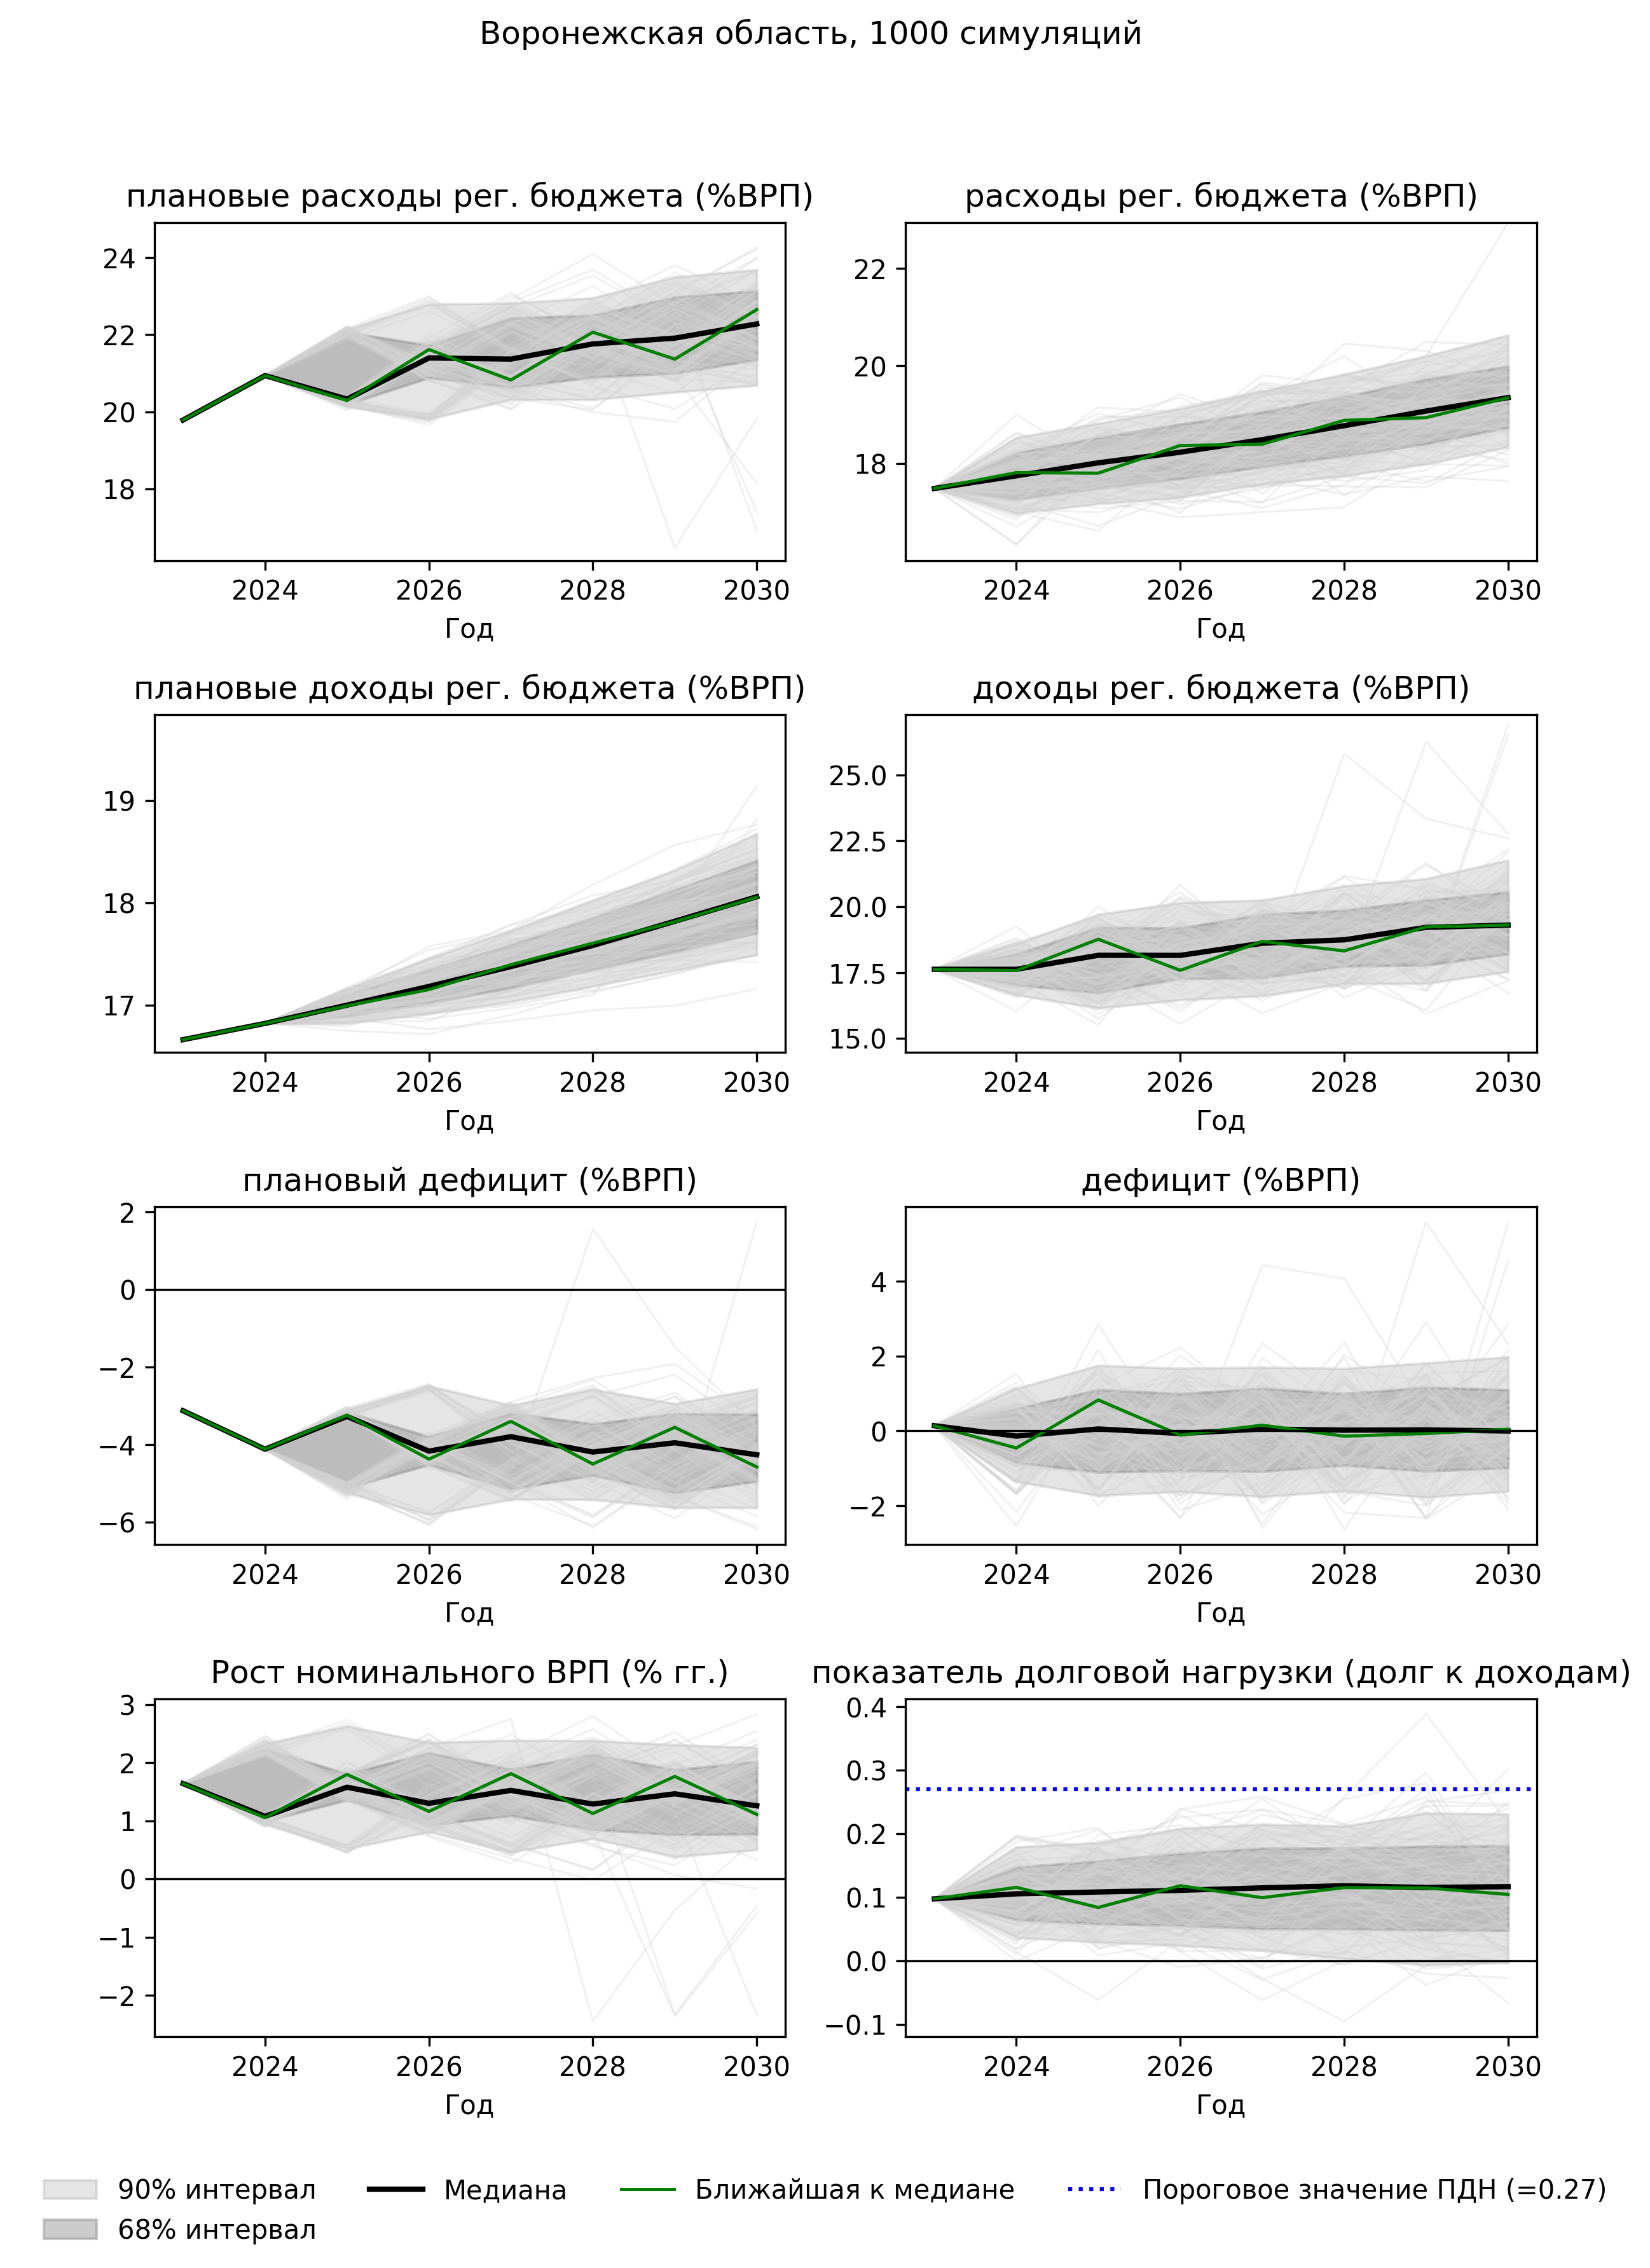 Воронежская область, 1000 симуляций
плановые расходы рег. бюджета (%ВРП)
24
22
20
18
2024 2026 2028 2030
Год
расходы рег. бюджета (%ВРП)
22
20
18
2024 2026 2028 2030
Год
плановые доходы рег. бюджета (%ВРП)
19
18
17
2024 2026 2028 2030
Год
доходы рег. бюджета (%ВРП)
25.0
22.5
20.0
17.5
15.0
2024 2026 2028 2030
Год
плановый дефицит (%ВРП)
2
0
−2
−4
−6
2024 2026 2028 2030
Год
дефицит (%ВРП)
4
2
0
−2
2024 2026 2028 2030
Год
Рост номинального ВРП (% гг.)
3
2
1
0
−1
−2
2024 2026 2028 2030
Год
показатель долговой нагрузки (долг к доходам)
0.4
0.3
0.2
0.1
0.0
−0.1
2024 2026 2028 2030
Год
90% интервал
68% интервал
Медиана
Ближайшая к медиане
Пороговое значение ПДН (=0.27)